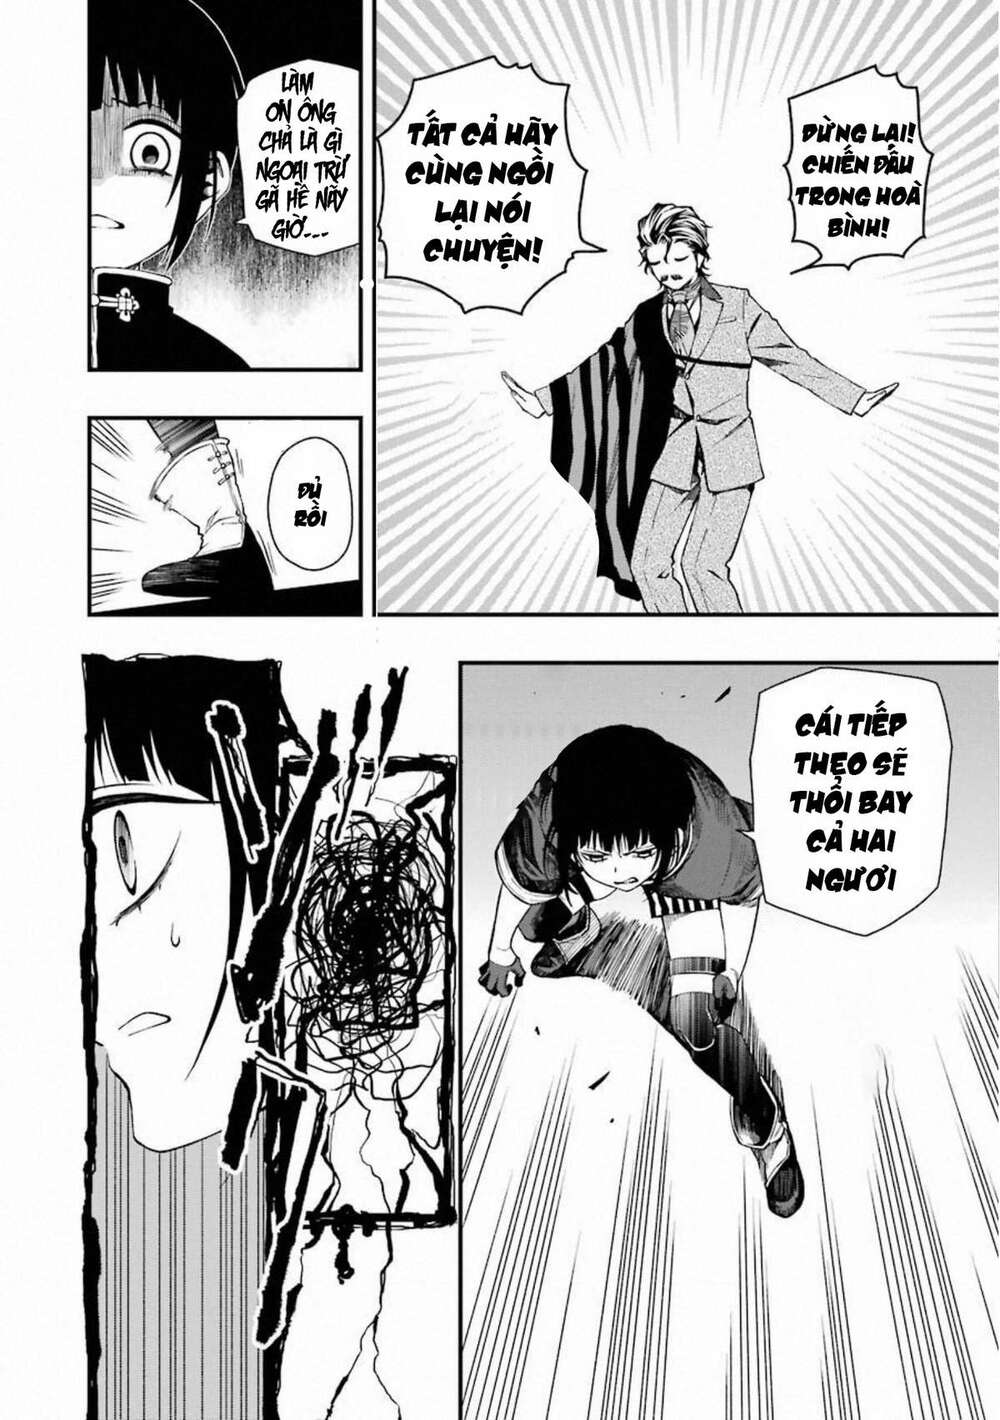 ĐỪNG LẠI!
CHIẾN ĐẤU
TRONG HOÀ
BÌNH!
TẤT CẢ HÃY
CÙNG NGỒI
LẠI NÓI
CHUYỆN!
LÀM
ƠN ÔNG
CHẢ LÀ GÌ
NGOẠI TRỪ
GÃ HỀ NÃY
GIỜ...
ĐỦ
RỒI
CÁI TIẾP
THEO SẼ
THỔI BAY
CẢ HAI
NGƯƠI